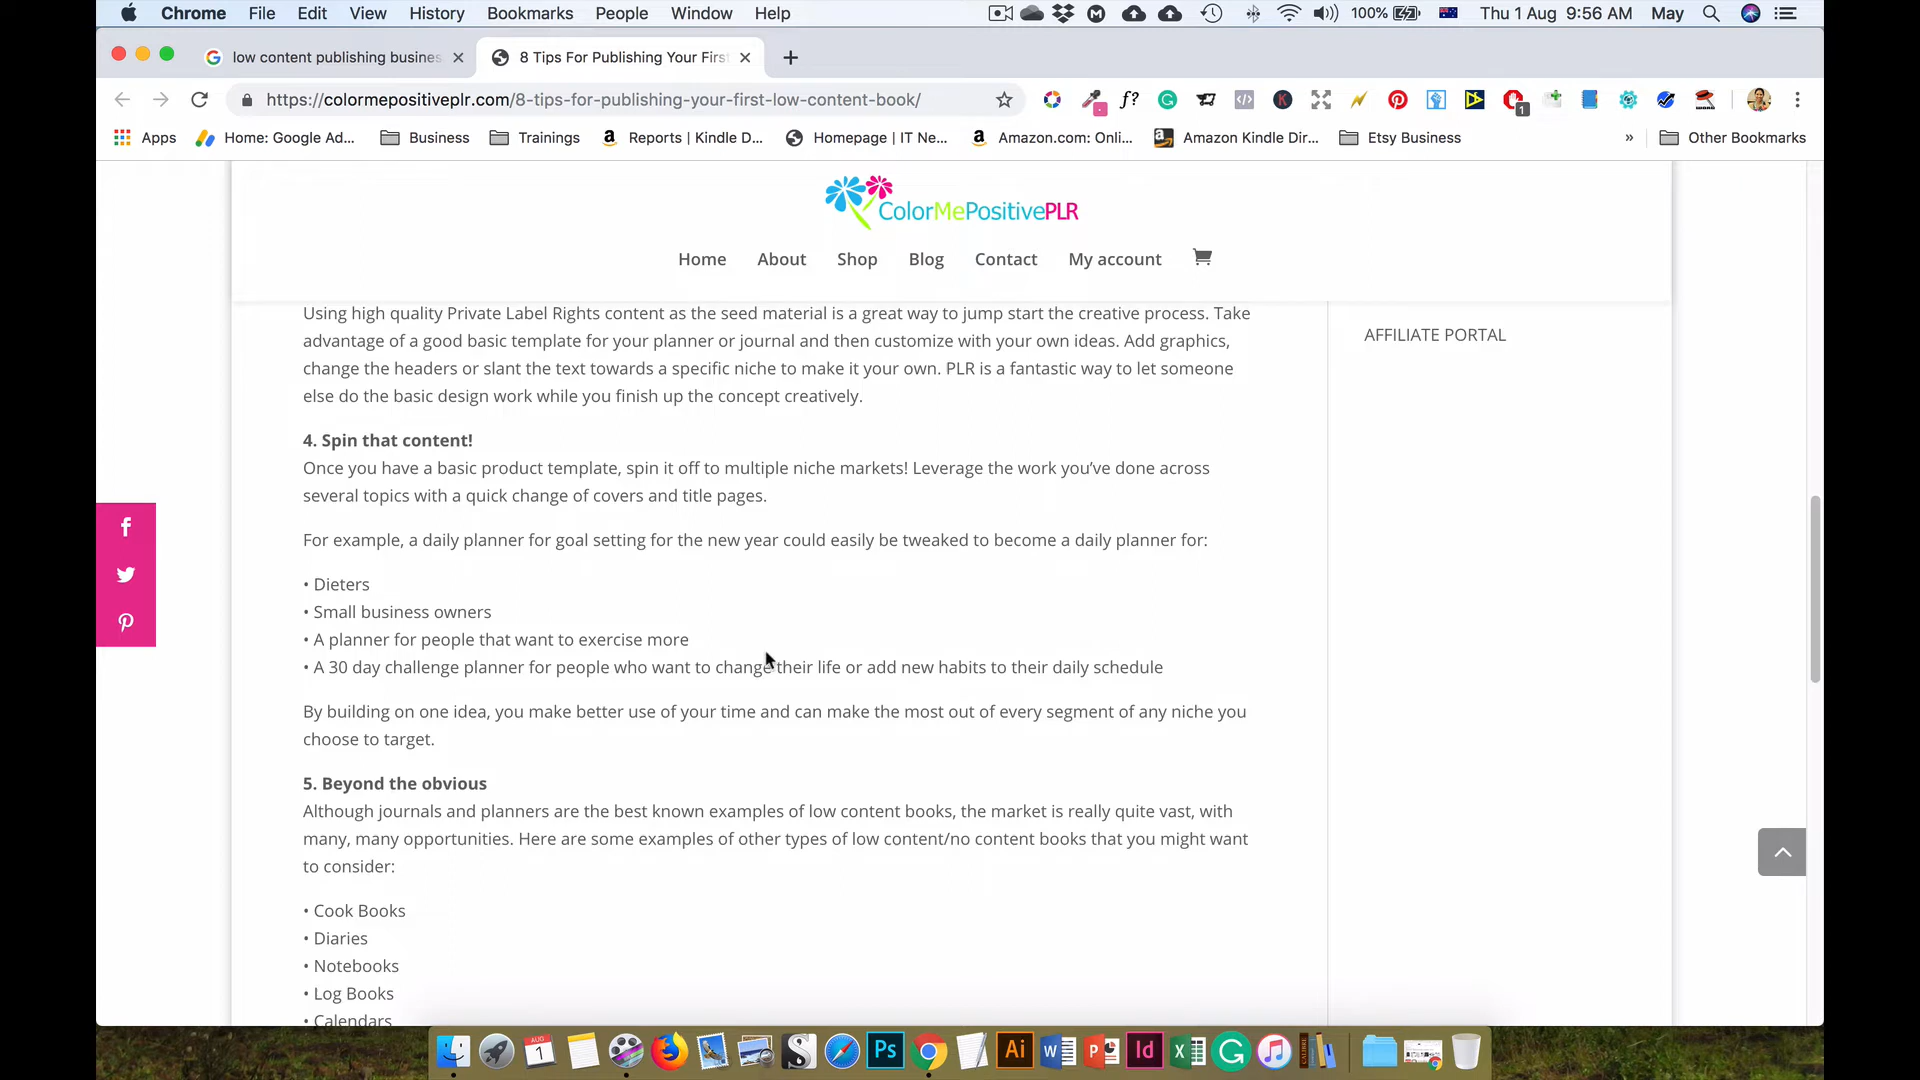 Chrome File Edit View History Bookmarks People Window Help 100% Thu 1 Aug 9:56 AM May
low content publishing busines
8 Tips For Publishing Your Firs
https://colormepositiveplr.com/8-tips-for-publishing-your-first-low-content-book/
f?
K
1
Apps Home: Google Ad... Business Trainings Reports | Kindle D... Homepage | IT Ne... Amazon.com: Onli... Amazon Kindle Dir... Etsy Business » Other Bookmarks
ColorMePositivePLR
Home About Shop Blog Contact My account
Using high quality Private Label Rights content as the seed material is a great way to jump start the creative process. Take
advantage of a good basic template for your planner or journal and then customize with your own ideas. Add graphics,
change the headers or slant the text towards a specific niche to make it your own. PLR is a fantastic way to let someone
else do the basic design work while you finish up the concept creatively.
AFFILIATE PORTAL
4. Spin that content!
Once you have a basic product template, spin it off to multiple niche markets! Leverage the work you’ve done across
several topics with a quick change of covers and title pages.
For example, a daily planner for goal setting for the new year could easily be tweaked to become a daily planner for:
• Dieters
• Small business owners
• A planner for people that want to exercise more
• A 30 day challenge planner for people who want to change their life or add new habits to their daily schedule
By building on one idea, you make better use of your time and can make the most out of every segment of any niche you
choose to target.
5. Beyond the obvious
Although journals and planners are the best known examples of low content books, the market is really quite vast, with
many, many opportunities. Here are some examples of other types of low content/no content books that you might want
to consider:
• Cook Books
• Diaries
• Notebooks
• Log Books
• Calendars
AUG
1
Ps
Ai
Id